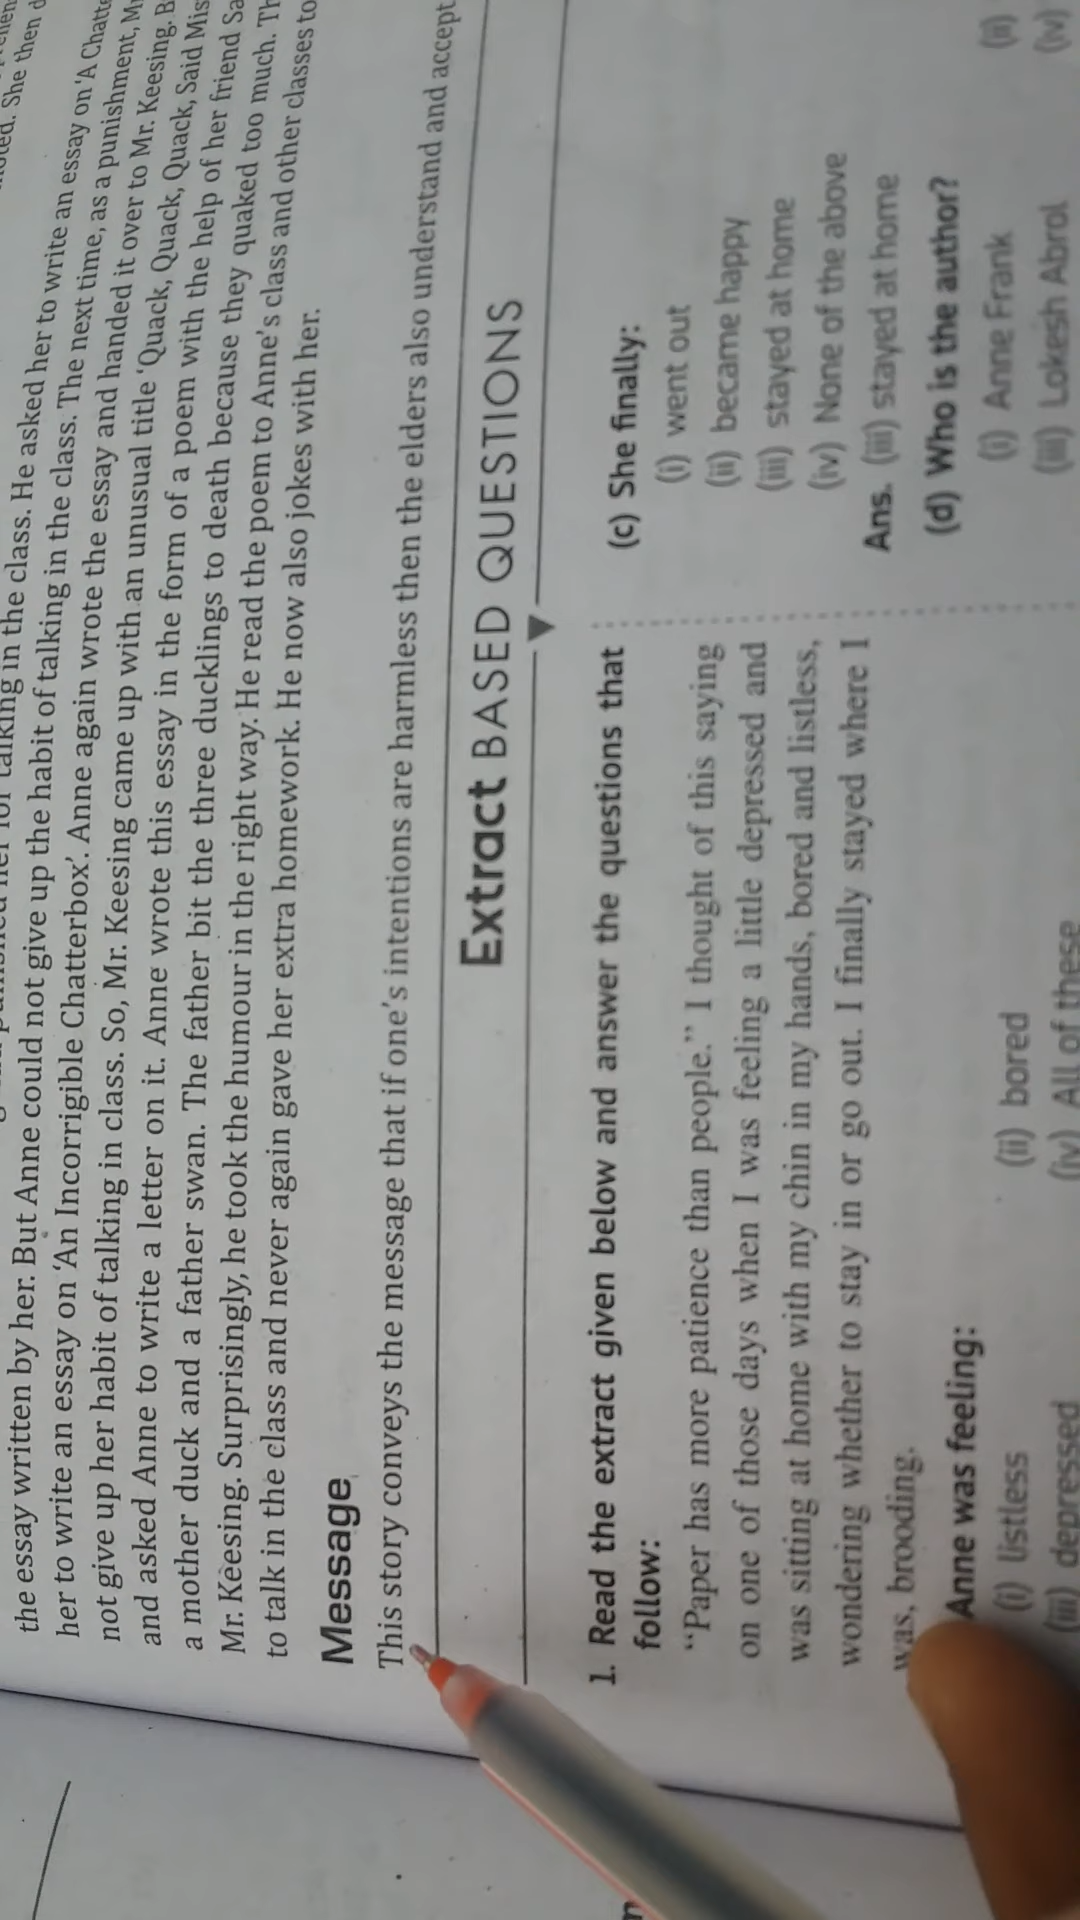 She then
talking in the class. He asked her to write an essay on 'A
the essay written by her. But Anne could not give up the habit of talking in the class. The next time, as a punishment,
her to write an essay on 'An Incorrigible Chatterbox'. Anne again wrote the essay and handed it over to Mr. Keesing.
not give up her habit of talking in class. So, Mr. Keesing came up with an unusual title 'Quack, Quack, Quack, Said
and asked Anne to write a letter on it. Anne wrote this essay in the form of a poem with the help of her friend
a mother duck and a father swan. The father bit the three ducklings to death because they quaked too much.
Mr. Keesing. Surprisingly, he took the humour in the right way. He read the poem to Anne's class and other classes
to talk in the class and never again gave her extra homework. He now also jokes with her.
Message
This story conveys the message that if one's intentions are harmless then the elders also understand and accept
Extract BASED QUESTIONS
1. Read the extract given below and answer the questions that
follow:
"Paper has more patience than people." I thought of this saying
on one of those days when I was feeling a little depressed and
was sitting at home with my chin in my hands, bored and listless,
wondering whether to stay in or go out. I finally stayed where I
was, brooding.
Anne was feeling:
(i) listless (ii) bored
(iii) depressed (iv) All of these
(c) She finally:
(i) went out
(ii) became happy
(iii) stayed at home
(iv) None of the above
Ans. (iii) stayed at home
(d) Who is the author?
(i) Anne Frank (ii)
(iii) Lokesh Abrol (iv)